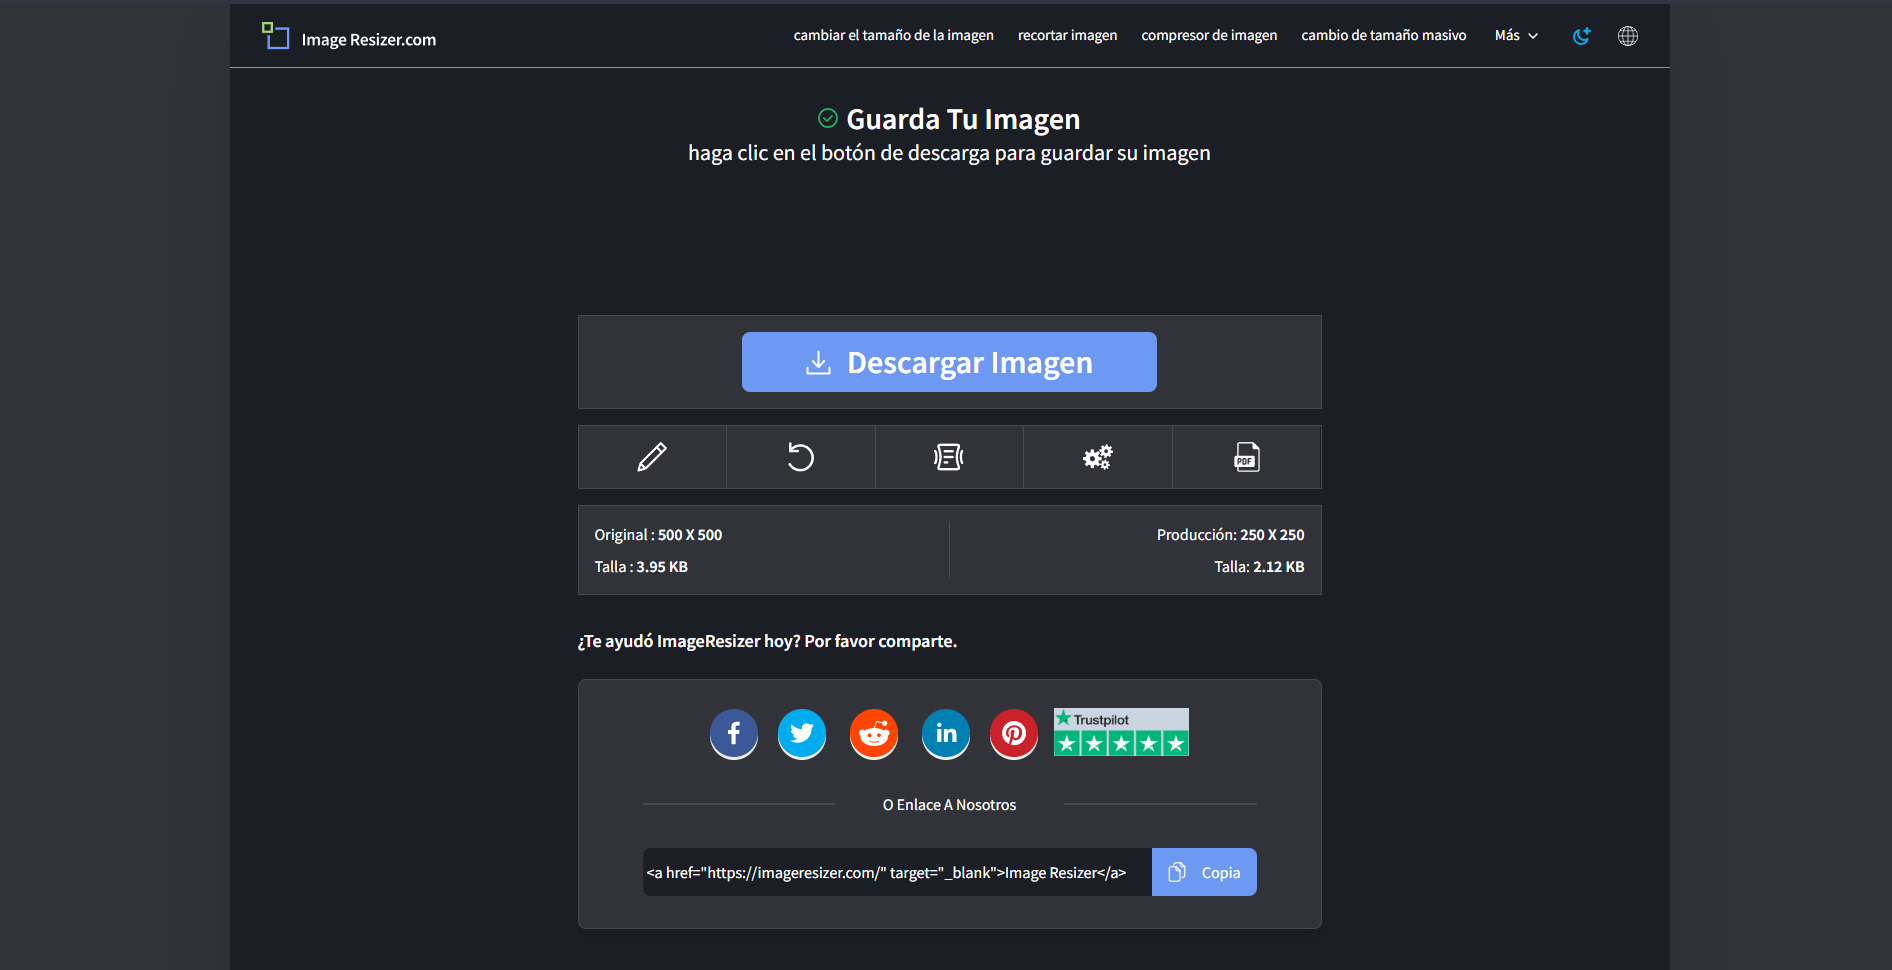 Image Resizer.com
cambiar el tamaño de la imagen
recortar imagen
compresor de imagen
cambio de tamaño masivo
Más
Guarda Tu Imagen
haga clic en el botón de descarga para guardar su imagen
Descargar Imagen
PDF
Original : 500 X 500
Talla : 3.95 KB
Producción: 250 X 250
Talla: 2.12 KB
¿Te ayudó ImageResizer hoy? Por favor comparte.
Trustpilot
O Enlace A Nosotros
<a href="https://imageresizer.com/" target="_blank">Image Resizer</a>
Copia